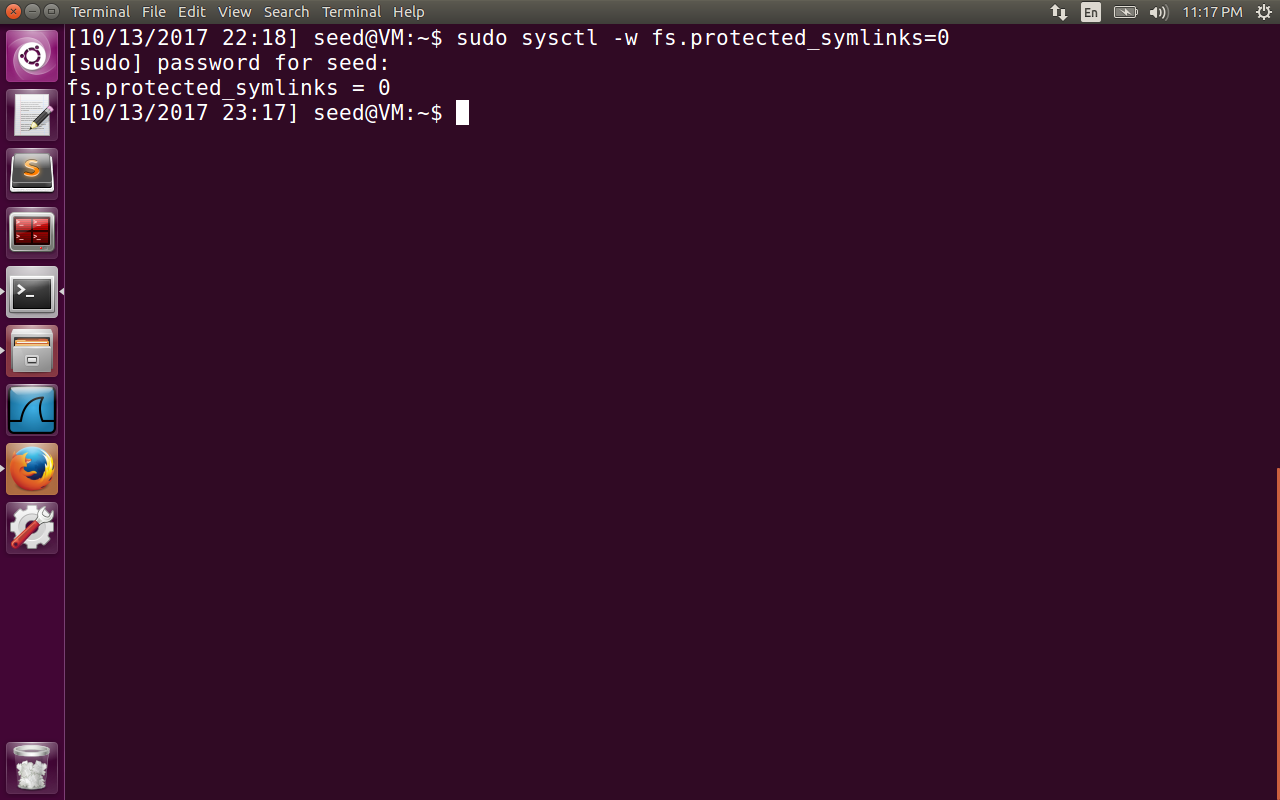 Terminal File Edit View Search Terminal Help En 11:17 PM
[10/13/2017 22:18] seed@VM:~$ sudo sysctl -w fs.protected_symlinks=0
[sudo] password for seed:
fs.protected_symlinks = 0
[10/13/2017 23:17] seed@VM:~$